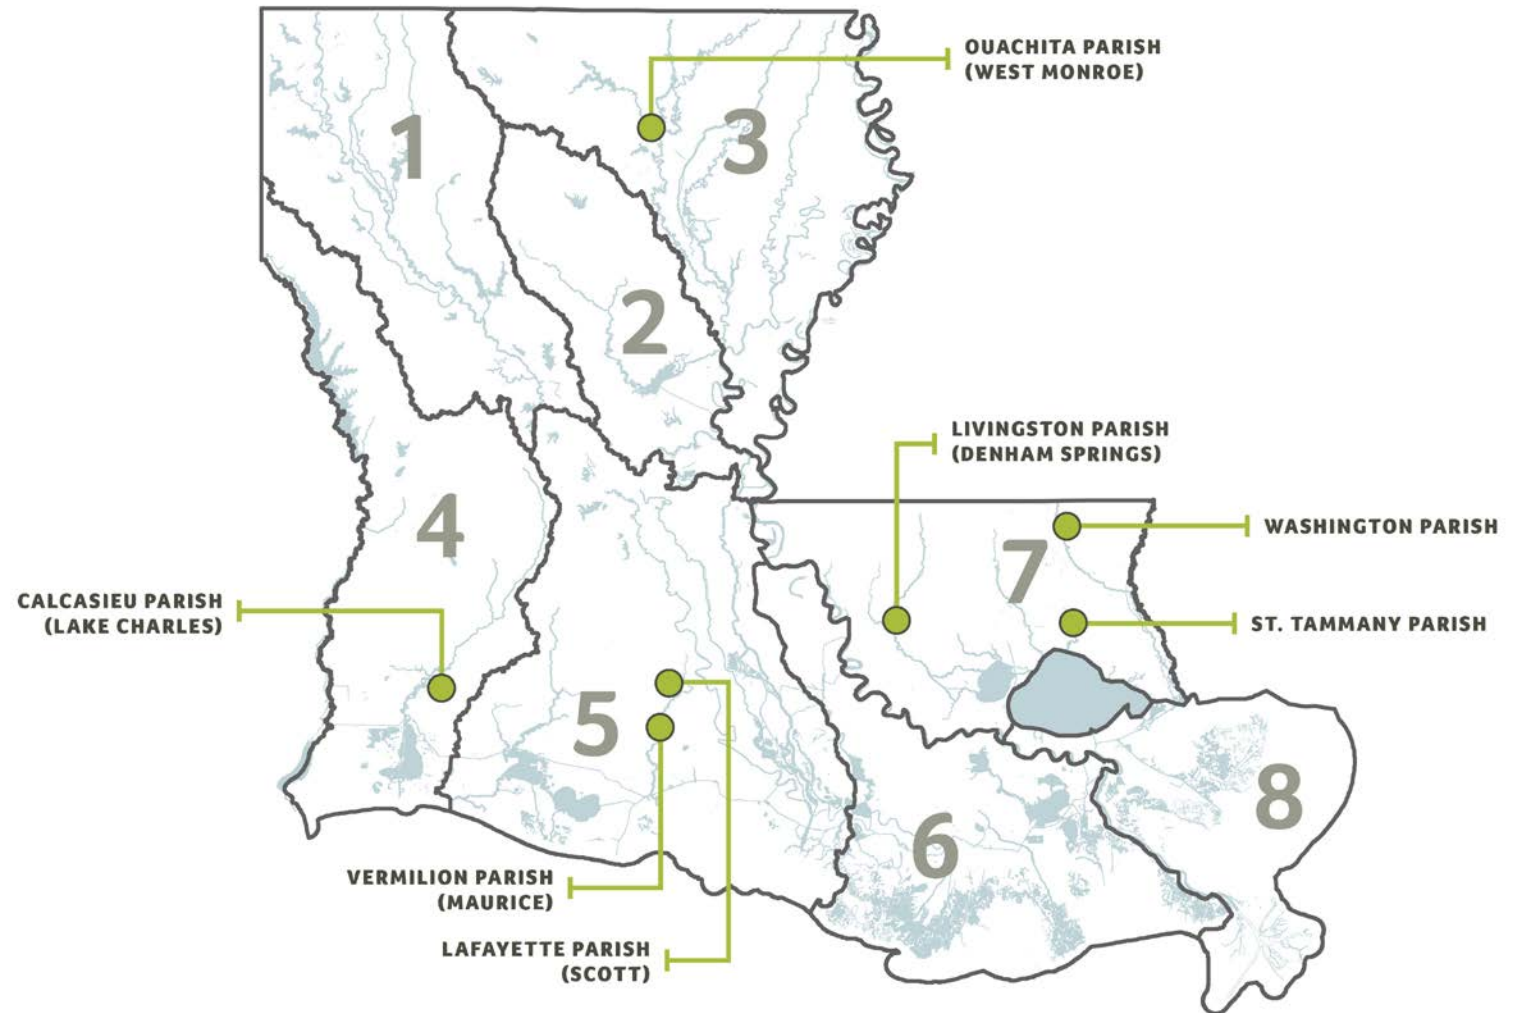 OUACHITA PARISH
(WEST MONROE)
1
3
2
LIVINGSTON PARISH
(DENHAM SPRINGS)
4
WASHINGTON PARISH
7
CALCASIEU PARISH
(LAKE CHARLES)
ST. TAMMANY PARISH
5
8
6
VERMILION PARISH
(MAURICE)
LAFAYETTE PARISH
(SCOTT)